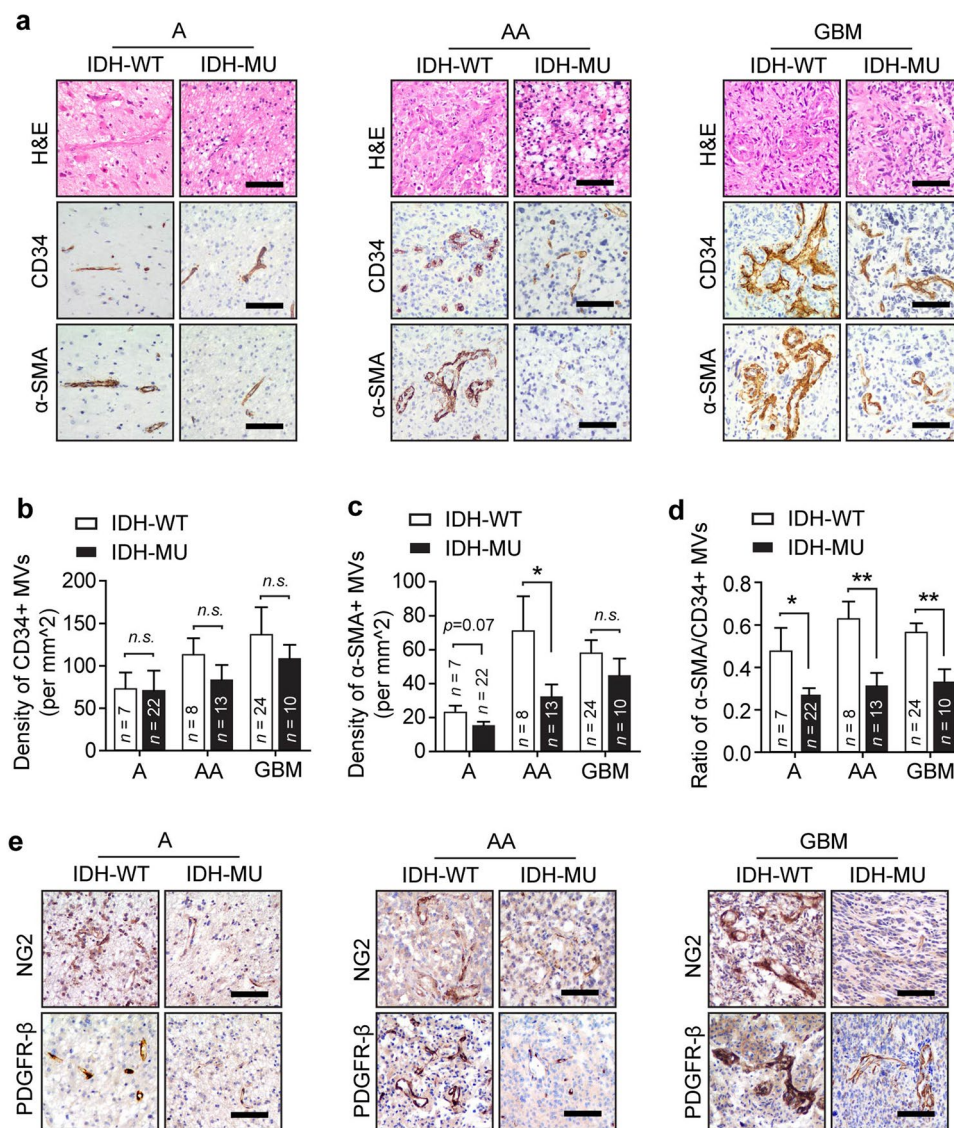 a
A
AA
GBM
IDH-WT IDH-MU
IDH-WT IDH-MU
IDH-WT IDH-MU
H&E
H&E
H&E
CD34
CD34
CD34
α-SMA
α-SMA
α-SMA
b
IDH-WT
IDH-MU
Density of CD34+ MVs
(per mm^2)
200
150
100
50
0
n.s.
n.s.
n.s.
n = 7
n = 22
n = 8
n = 13
n = 24
n = 10
A AA GBM
c
IDH-WT
IDH-MU
Density of α-SMA+ MVs
(per mm^2)
100
80
60
40
20
0
p=0.07
*
n.s.
n = 7
n = 22
n = 8
n = 13
n = 24
n = 10
A AA GBM
d
IDH-WT
IDH-MU
Ratio of α-SMA/CD34+ MVs
0.8
0.6
0.4
0.2
0.0
*
**
**
n = 7
n = 22
n = 8
n = 13
n = 24
n = 10
A AA GBM
e
A
AA
GBM
IDH-WT IDH-MU
IDH-WT IDH-MU
IDH-WT IDH-MU
NG2
NG2
NG2
PDGFR-β
PDGFR-β
PDGFR-β